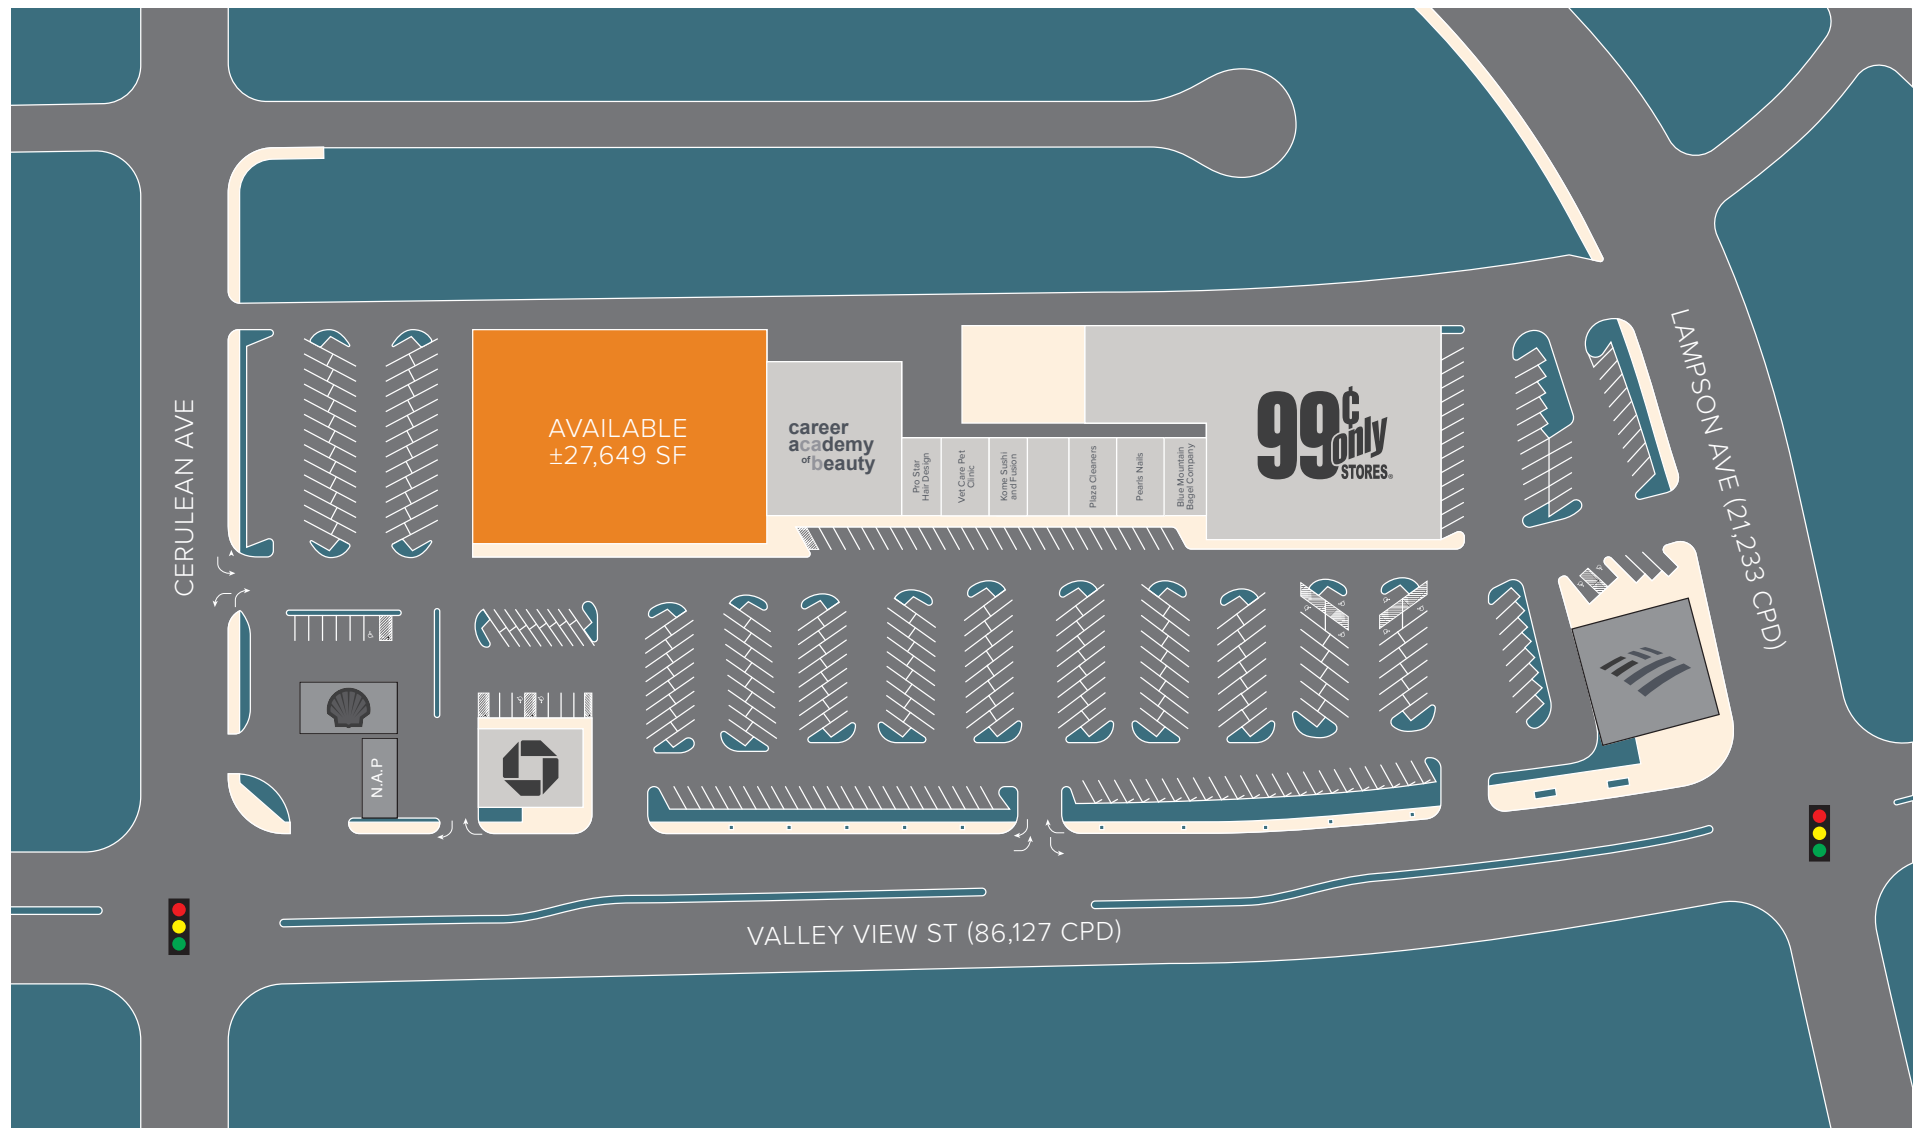 CERULEAN AVE
AVAILABLE
±27,649 SF
career
academy
of beauty
Pro Star
Hair Design
Vet Care Pet
Clinic
Kome Sushi
and Fusion
Plaza Cleaners
Pearls Nails
Blue Mountain
Bagel Company
99¢
only
STORES®
LAMPSON AVE (21,233 CPD)
N.A.P
VALLEY VIEW ST (86,127 CPD)